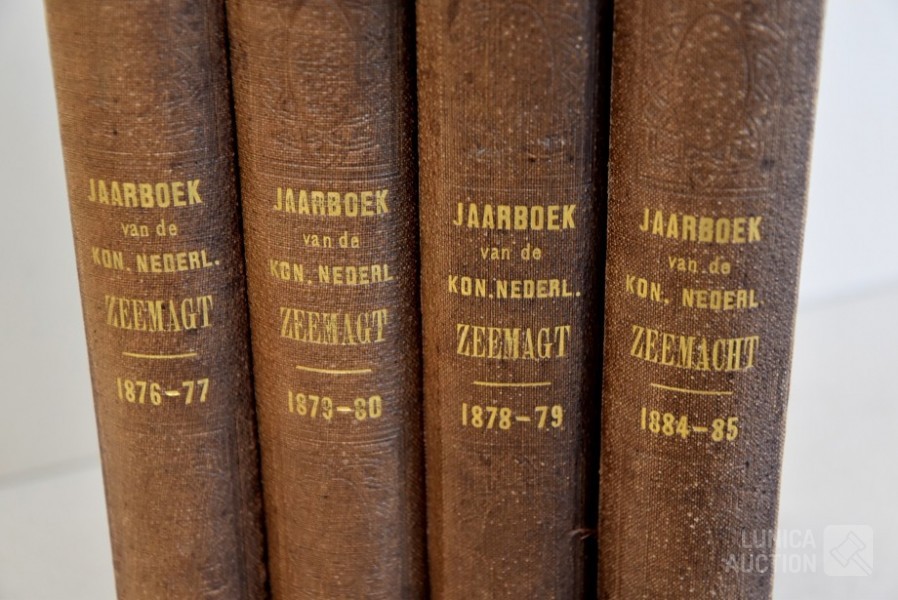 JAARBOEK
van de
KON. NEDERL.
ZEEMAGT
1876-77
JAARBOEK
van de
KON. NEDERL.
ZEEMAGT
1879-80
JAARBOEK
van de
KON. NEDERL.
ZEEMAGT
1878-79
JAARBOEK
van de
KON. NEDERL.
ZEEMACHT
1884-85
LUNICA
AUCTION